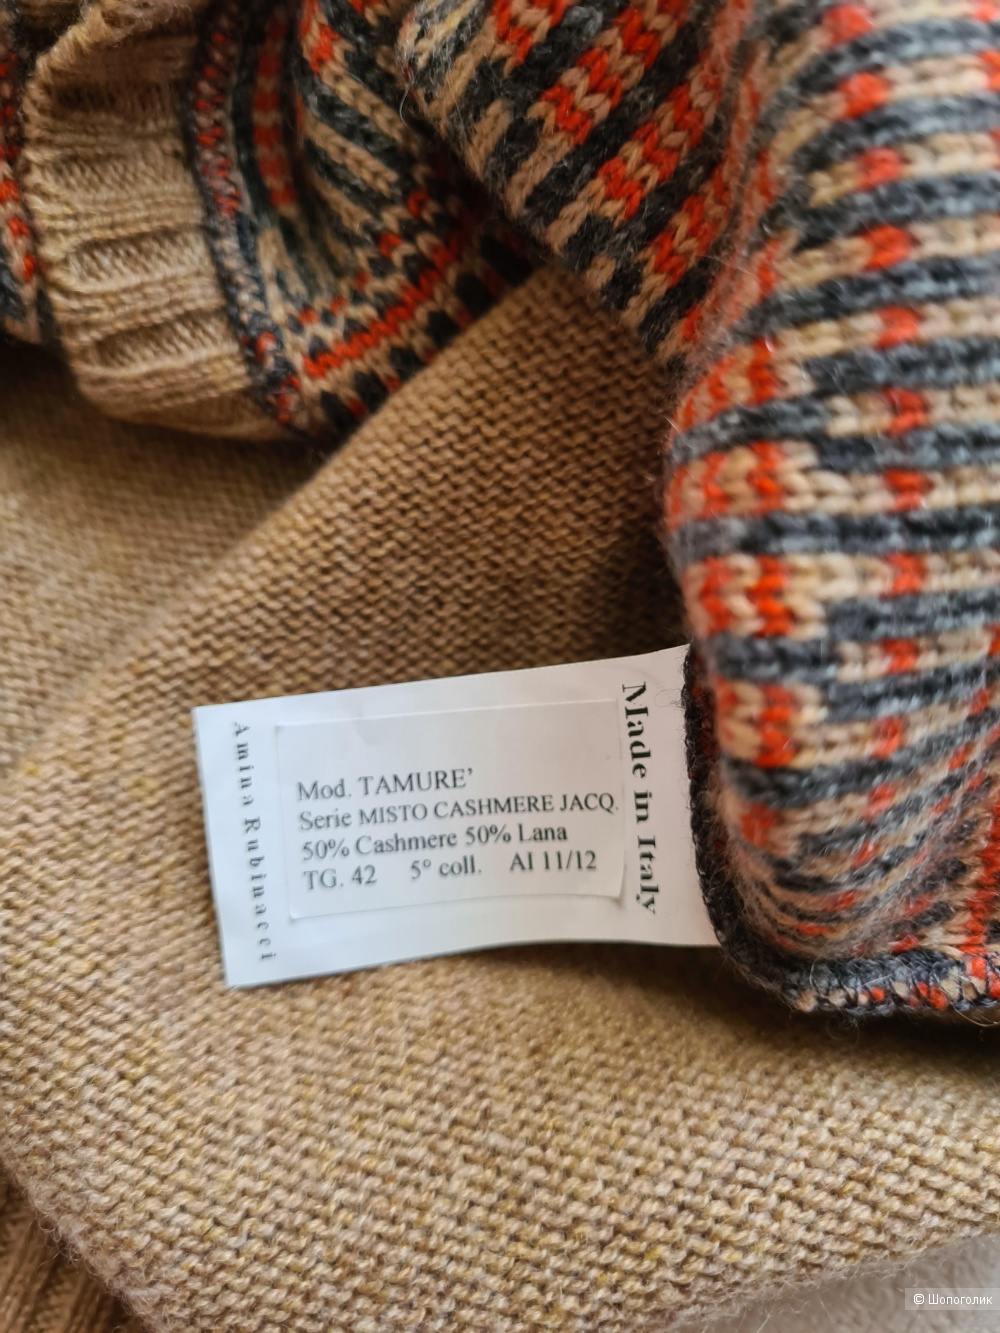 Amina Rubinacci
Mod. TAMURE'
Serie MISTO CASHMERE JACQ.
50% Cashmere 50% Lana
TG. 42 5° coll. AI 11/12
Made in Italy
© Шопоголик